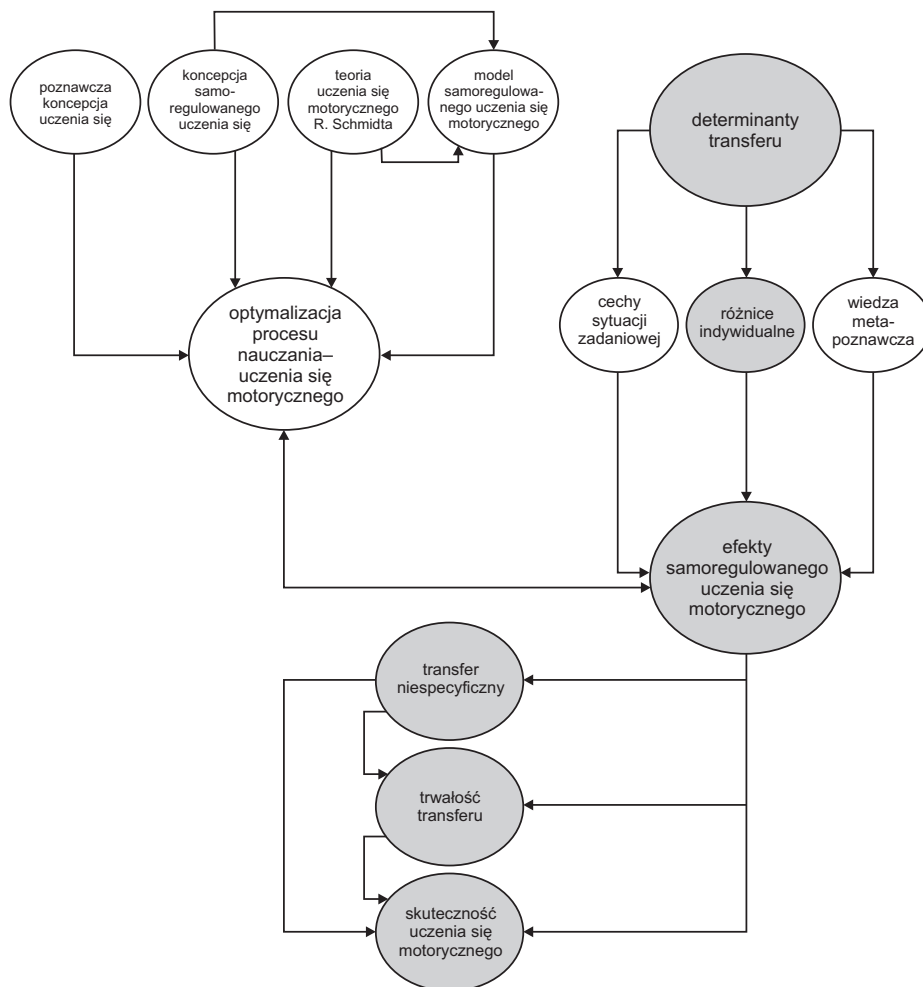 poznawcza
koncepcja
uczenia się
koncepcja
samo-
regulowanego
uczenia się
teoria
uczenia się
motorycznego
R. Schmidta
model
samoregulowa-
nego uczenia się
motorycznego
determinanty
transferu
optymalizacja
procesu
nauczania–
uczenia się
motorycznego
cechy
sytuacji
zadaniowej
różnice
indywidualne
wiedza
meta-
poznawcza
efekty
samoregulowanego
uczenia się
motorycznego
transfer
niespecyficzny
trwałość
transferu
skuteczność
uczenia się
motorycznego